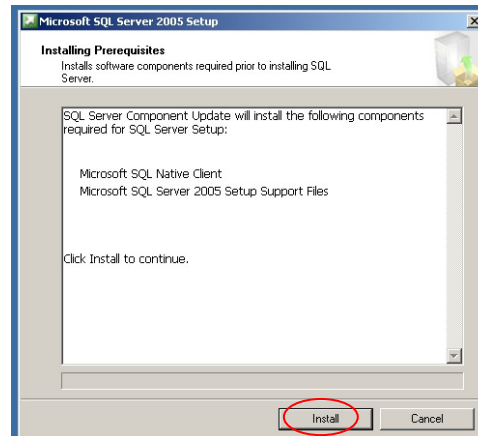 Microsoft SQL Server 2005 Setup
Installing Prerequisites
Installs software components required prior to installing SQL
Server.
SQL Server Component Update will install the following components
required for SQL Server Setup:
Microsoft SQL Native Client
Microsoft SQL Server 2005 Setup Support Files
Click Install to continue.
Install
Cancel